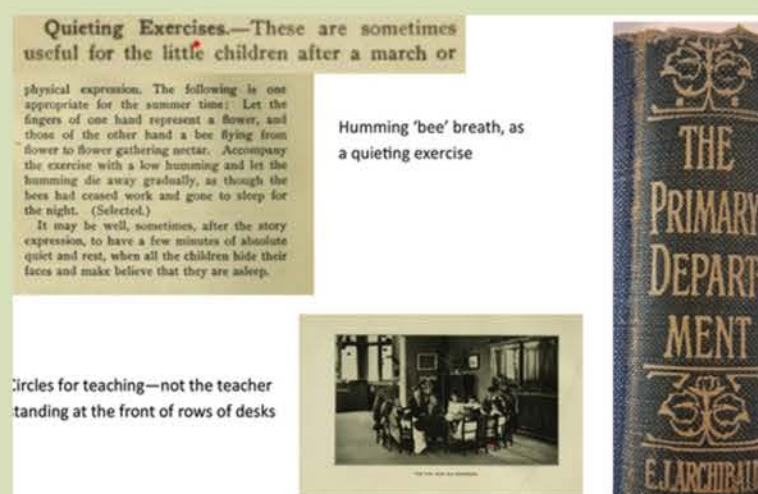 Quieting Exercises.—These are sometimes
useful for the little children after a march or
physical expression. The following is one
appropriate for the summer time: Let the
fingers of one hand represent a flower, and
those of the other hand a bee flying from
flower to flower gathering nectar. Accompany
the exercise with a low humming and let the
humming die away gradually, as though the
bees had ceased work and gone to sleep for
the night. (Selected.)
It may be well, sometimes, after the story
expression, to have a few minutes of absolute
quiet and rest, when all the children hide their
faces and make believe that they are asleep.
Humming ‘bee’ breath, as
a quieting exercise
Circles for teaching—not the teacher
standing at the front of rows of desks
THE
PRIMARY
DEPART
MENT
E.J. ARCHIBALD